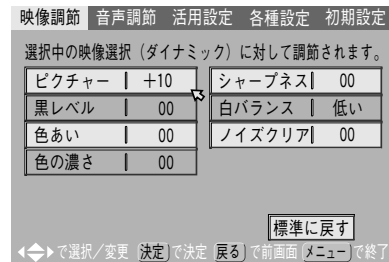 映像調節 音声調節 活用設定 各種設定 初期設定
選択中の映像選択（ダイナミック）に対して調節されます。
ピクチャー +10 シャープネス 00
黒レベル 00 白バランス 低い
色あい 00 ノイズクリア 00
色の濃さ 00
標準に戻す
で選択／変更 決定で決定 戻るで前画面 メニューで終了